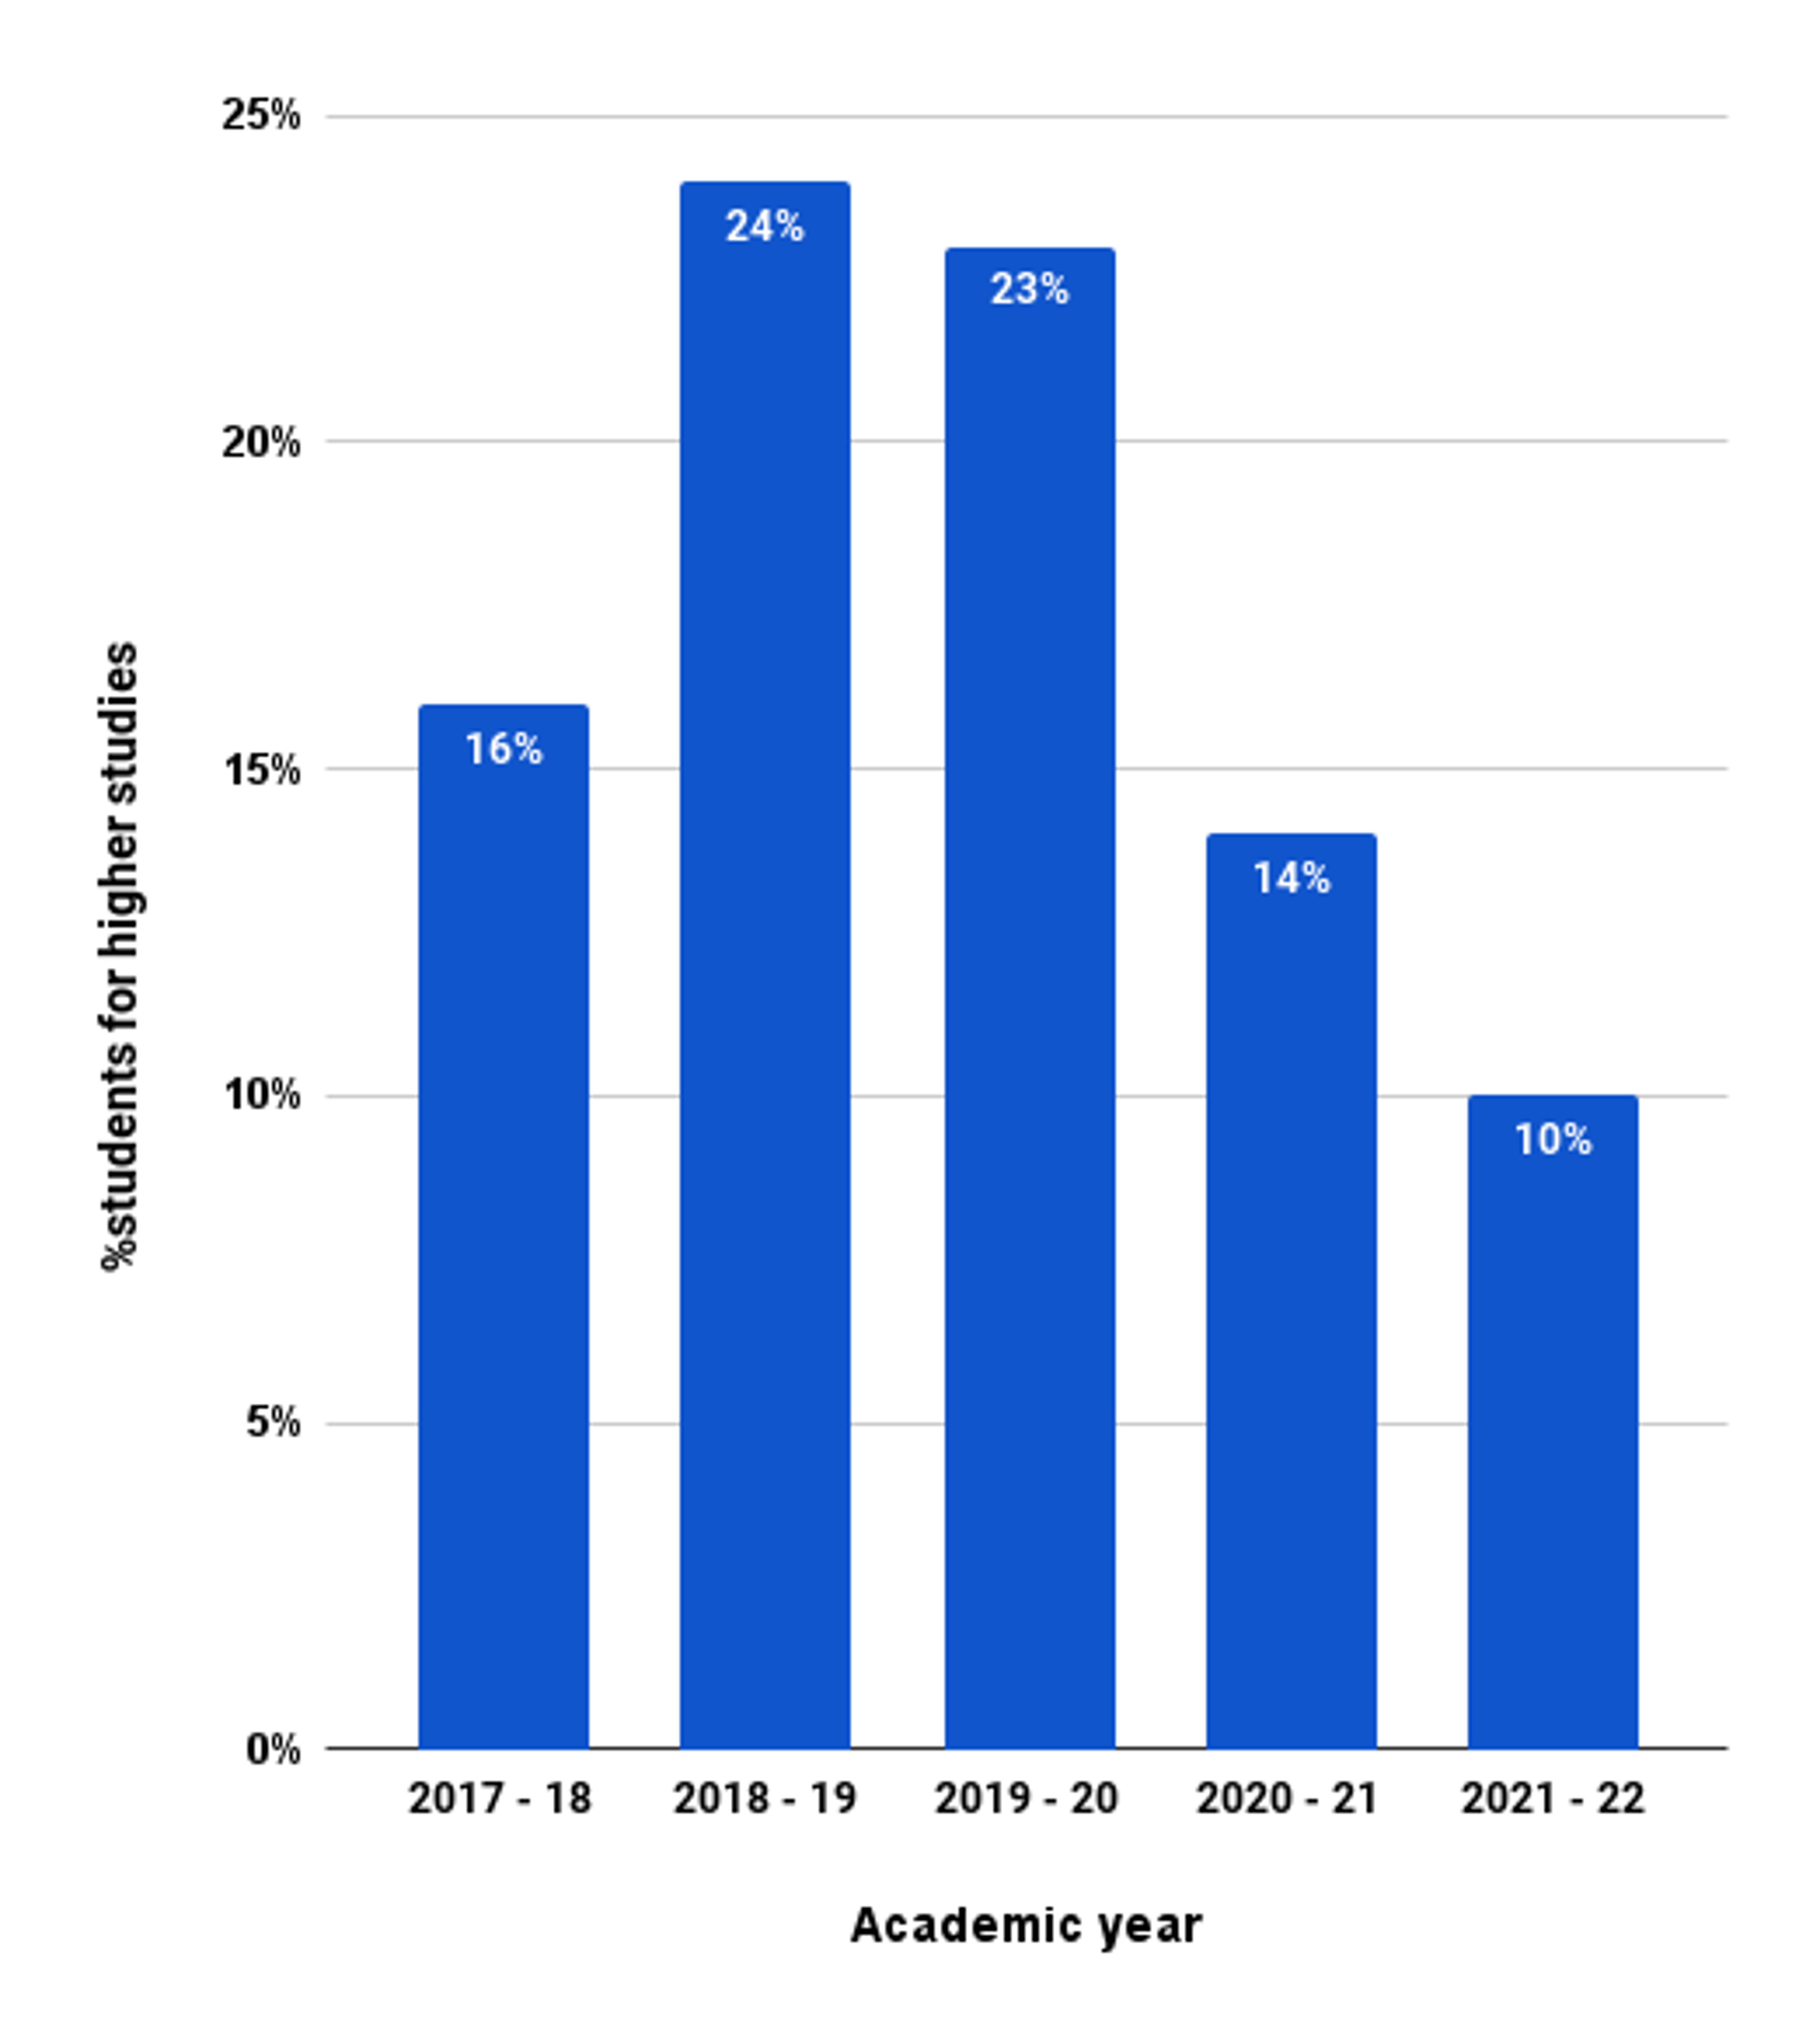 %students for higher studies
25%
20%
15%
10%
5%
0%
16%
24%
23%
14%
10%
2017 - 18
2018 - 19
2019 - 20
2020 - 21
2021 - 22
Academic year